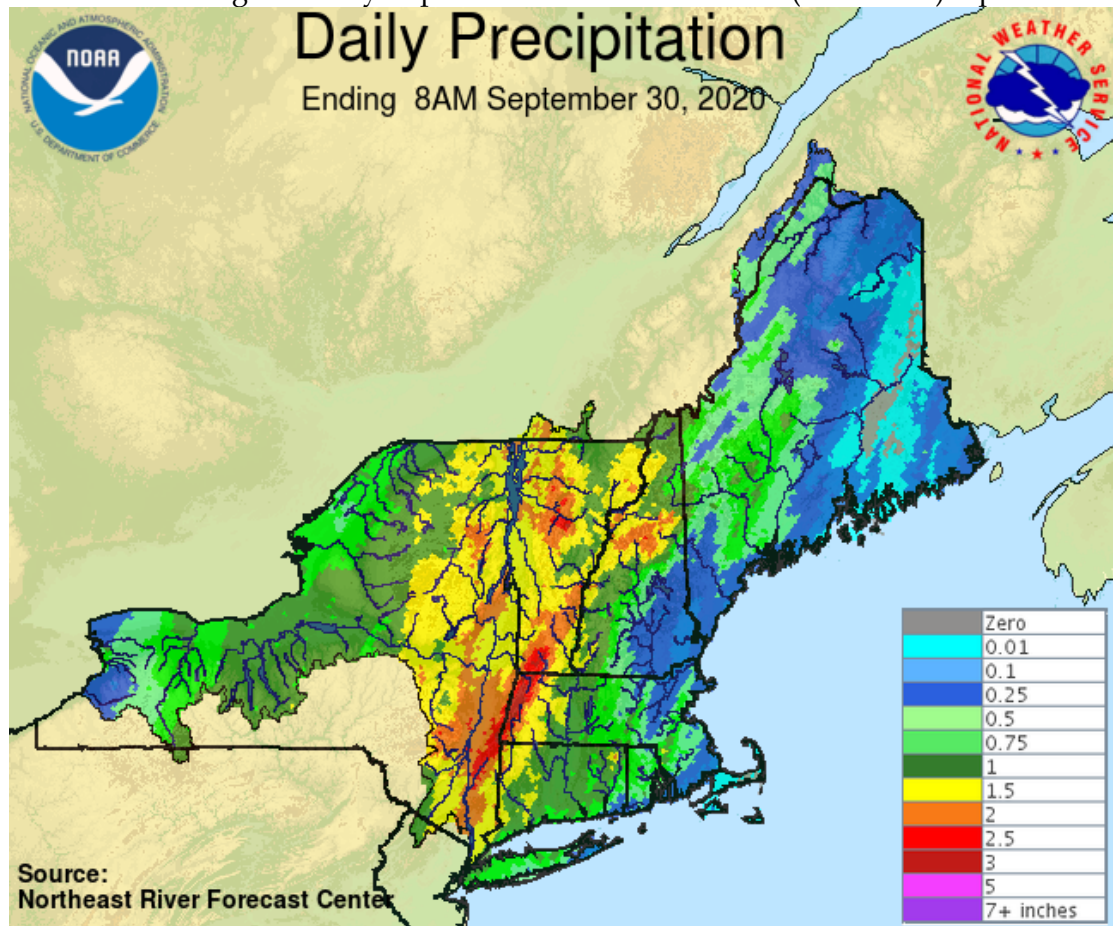 Daily Precipitation
Ending 8AM September 30, 2020
NATIONAL OCEANIC AND ATMOSPHERIC ADMINISTRATION
NOAA
U.S. DEPARTMENT OF COMMERCE
NATIONAL WEATHER SERVICE
Zero
0.01
0.1
0.25
0.5
0.75
1
1.5
2
2.5
3
5
7+ inches
Source:
Northeast River Forecast Center